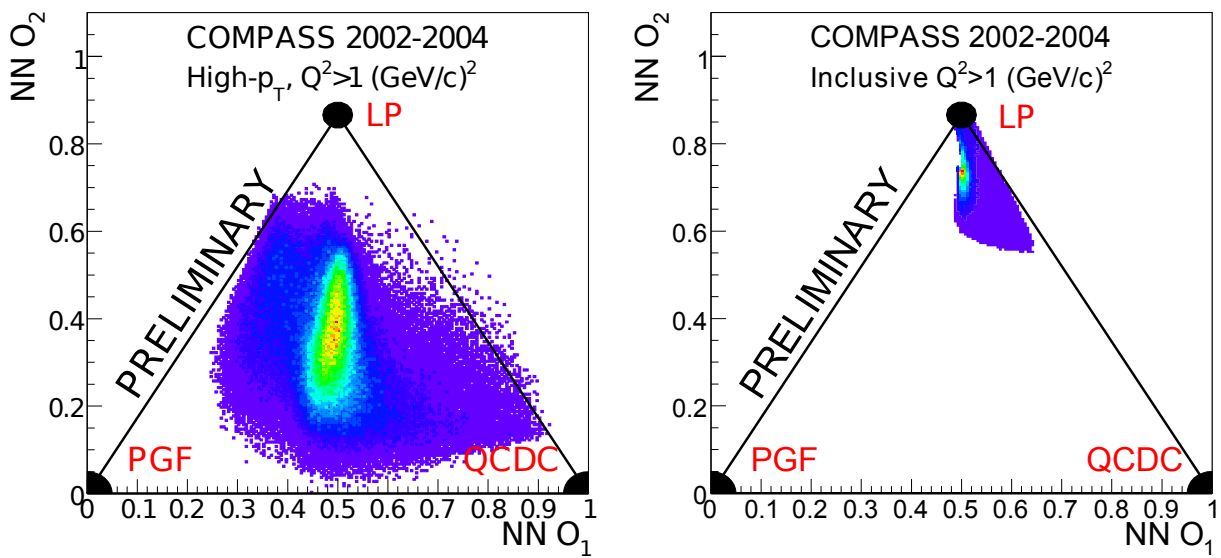 COMPASS 2002-2004
High-p_T, Q²>1 (GeV/c)²
NN O₂
1
0.8
0.6
0.4
0.2
0
LP
PRELIMINARY
PGF
QCDC
0 0.1 0.2 0.3 0.4 0.5 0.6 0.7 0.8 0.9 1
NN O₁
COMPASS 2002-2004
Inclusive Q²>1 (GeV/c)²
NN O₂
1
0.8
0.6
0.4
0.2
0
LP
PRELIMINARY
PGF
QCDC
0 0.1 0.2 0.3 0.4 0.5 0.6 0.7 0.8 0.9 1
NN O₁